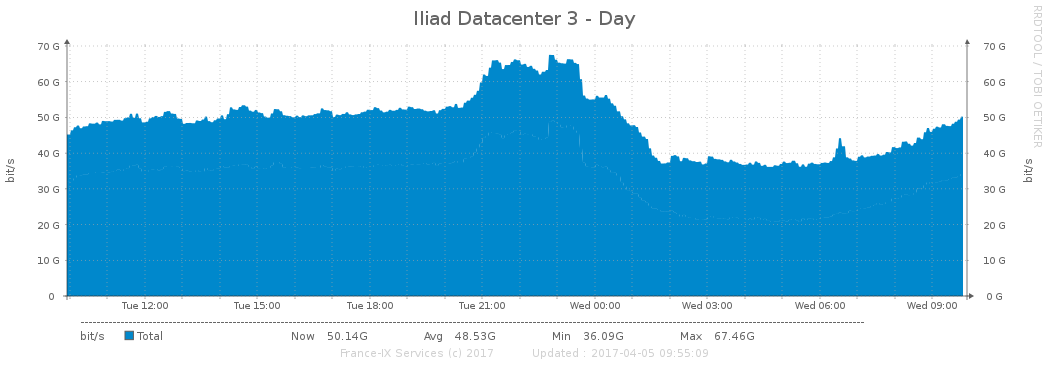 Iliad Datacenter 3 - Day
RRDTOOL / TOBI OETIKER
70 G 70 G
60 G 60 G
50 G 50 G
40 G 40 G
30 G 30 G
20 G 20 G
10 G 10 G
0 0 G
bit/s bit/s
Tue 12:00 Tue 15:00 Tue 18:00 Tue 21:00 Wed 00:00 Wed 03:00 Wed 06:00 Wed 09:00
bit/s Total Now 50.14G Avg 48.53G Min 36.09G Max 67.46G
France-IX Services (c) 2017 Updated : 2017-04-05 09:55:09